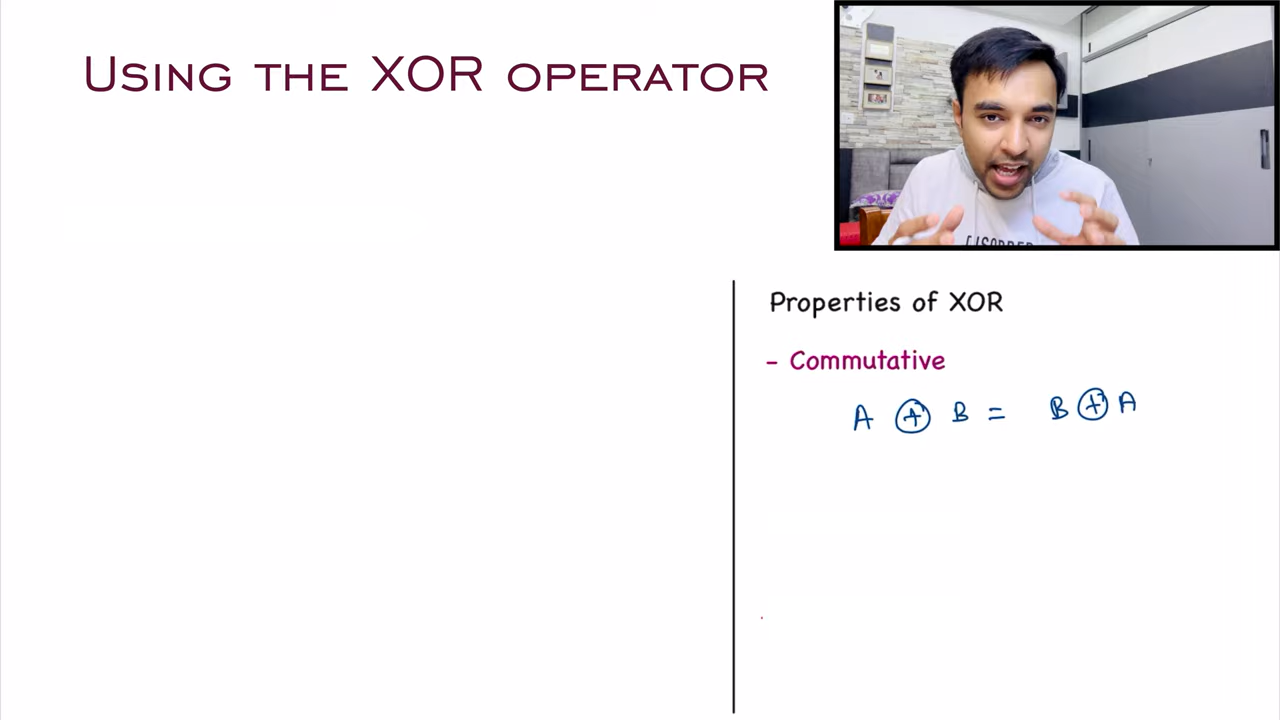 USING THE XOR OPERATOR
Properties of XOR
- Commutative
A ⊕ B = B ⊕ A